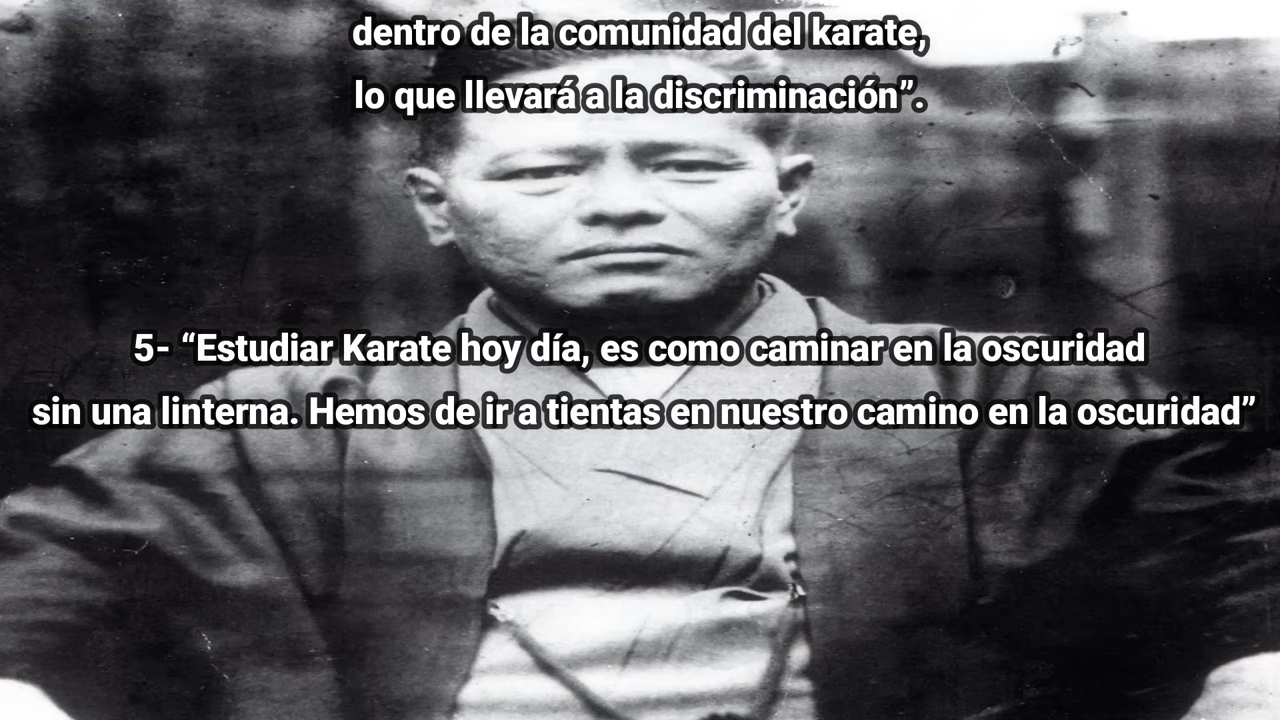 dentro de la comunidad del karate,
lo que llevará a la discriminación”.
5- “Estudiar Karate hoy día, es como caminar en la oscuridad
sin una linterna. Hemos de ir a tientas en nuestro camino en la oscuridad”